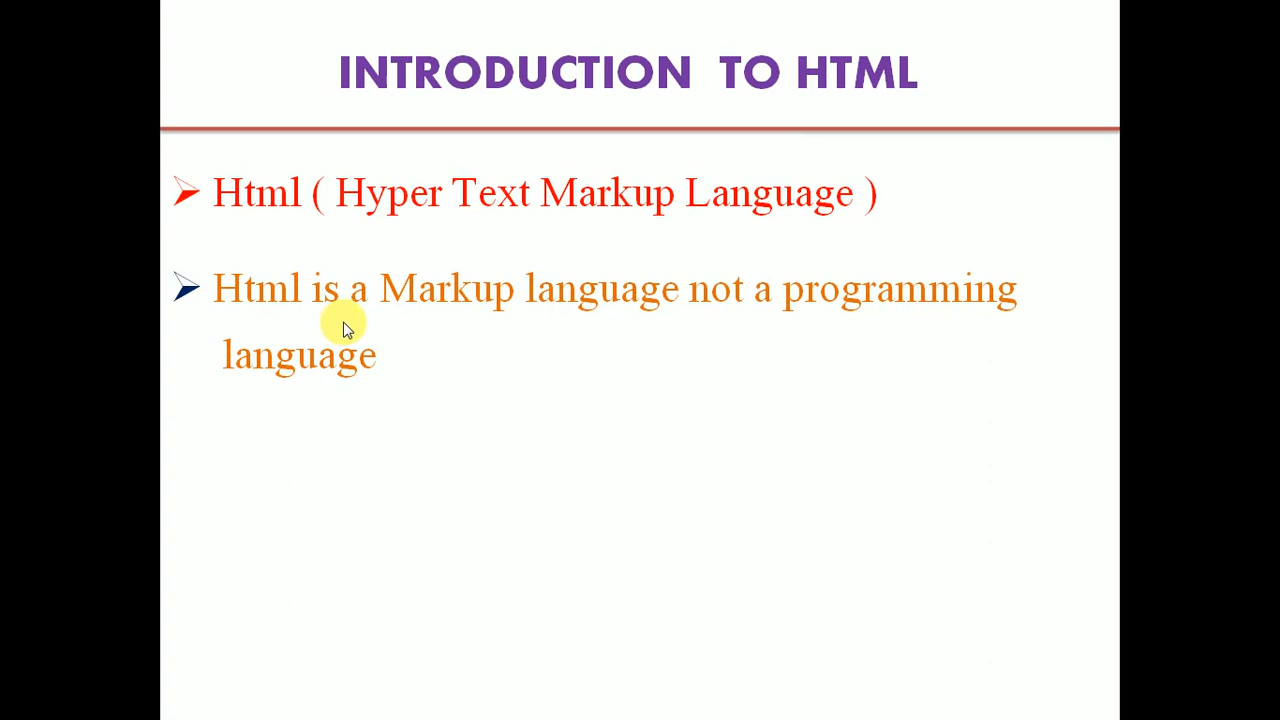 INTRODUCTION TO HTML
Html ( Hyper Text Markup Language )
Html is a Markup language not a programming
language